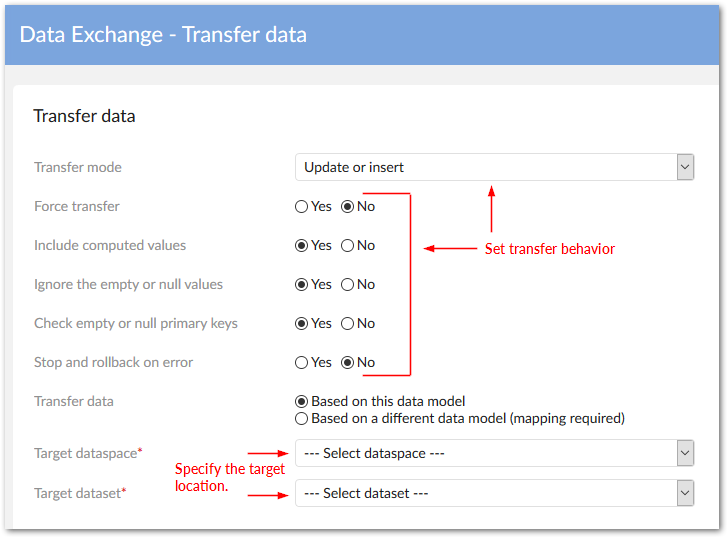 Data Exchange - Transfer data
Transfer data
Transfer mode
Update or insert
Force transfer
Yes No
Include computed values
Yes No
Set transfer behavior
Ignore the empty or null values
Yes No
Check empty or null primary keys
Yes No
Stop and rollback on error
Yes No
Transfer data
Based on this data model
Based on a different data model (mapping required)
Target dataspace*
--- Select dataspace ---
Specify the target
location.
Target dataset*
--- Select dataset ---